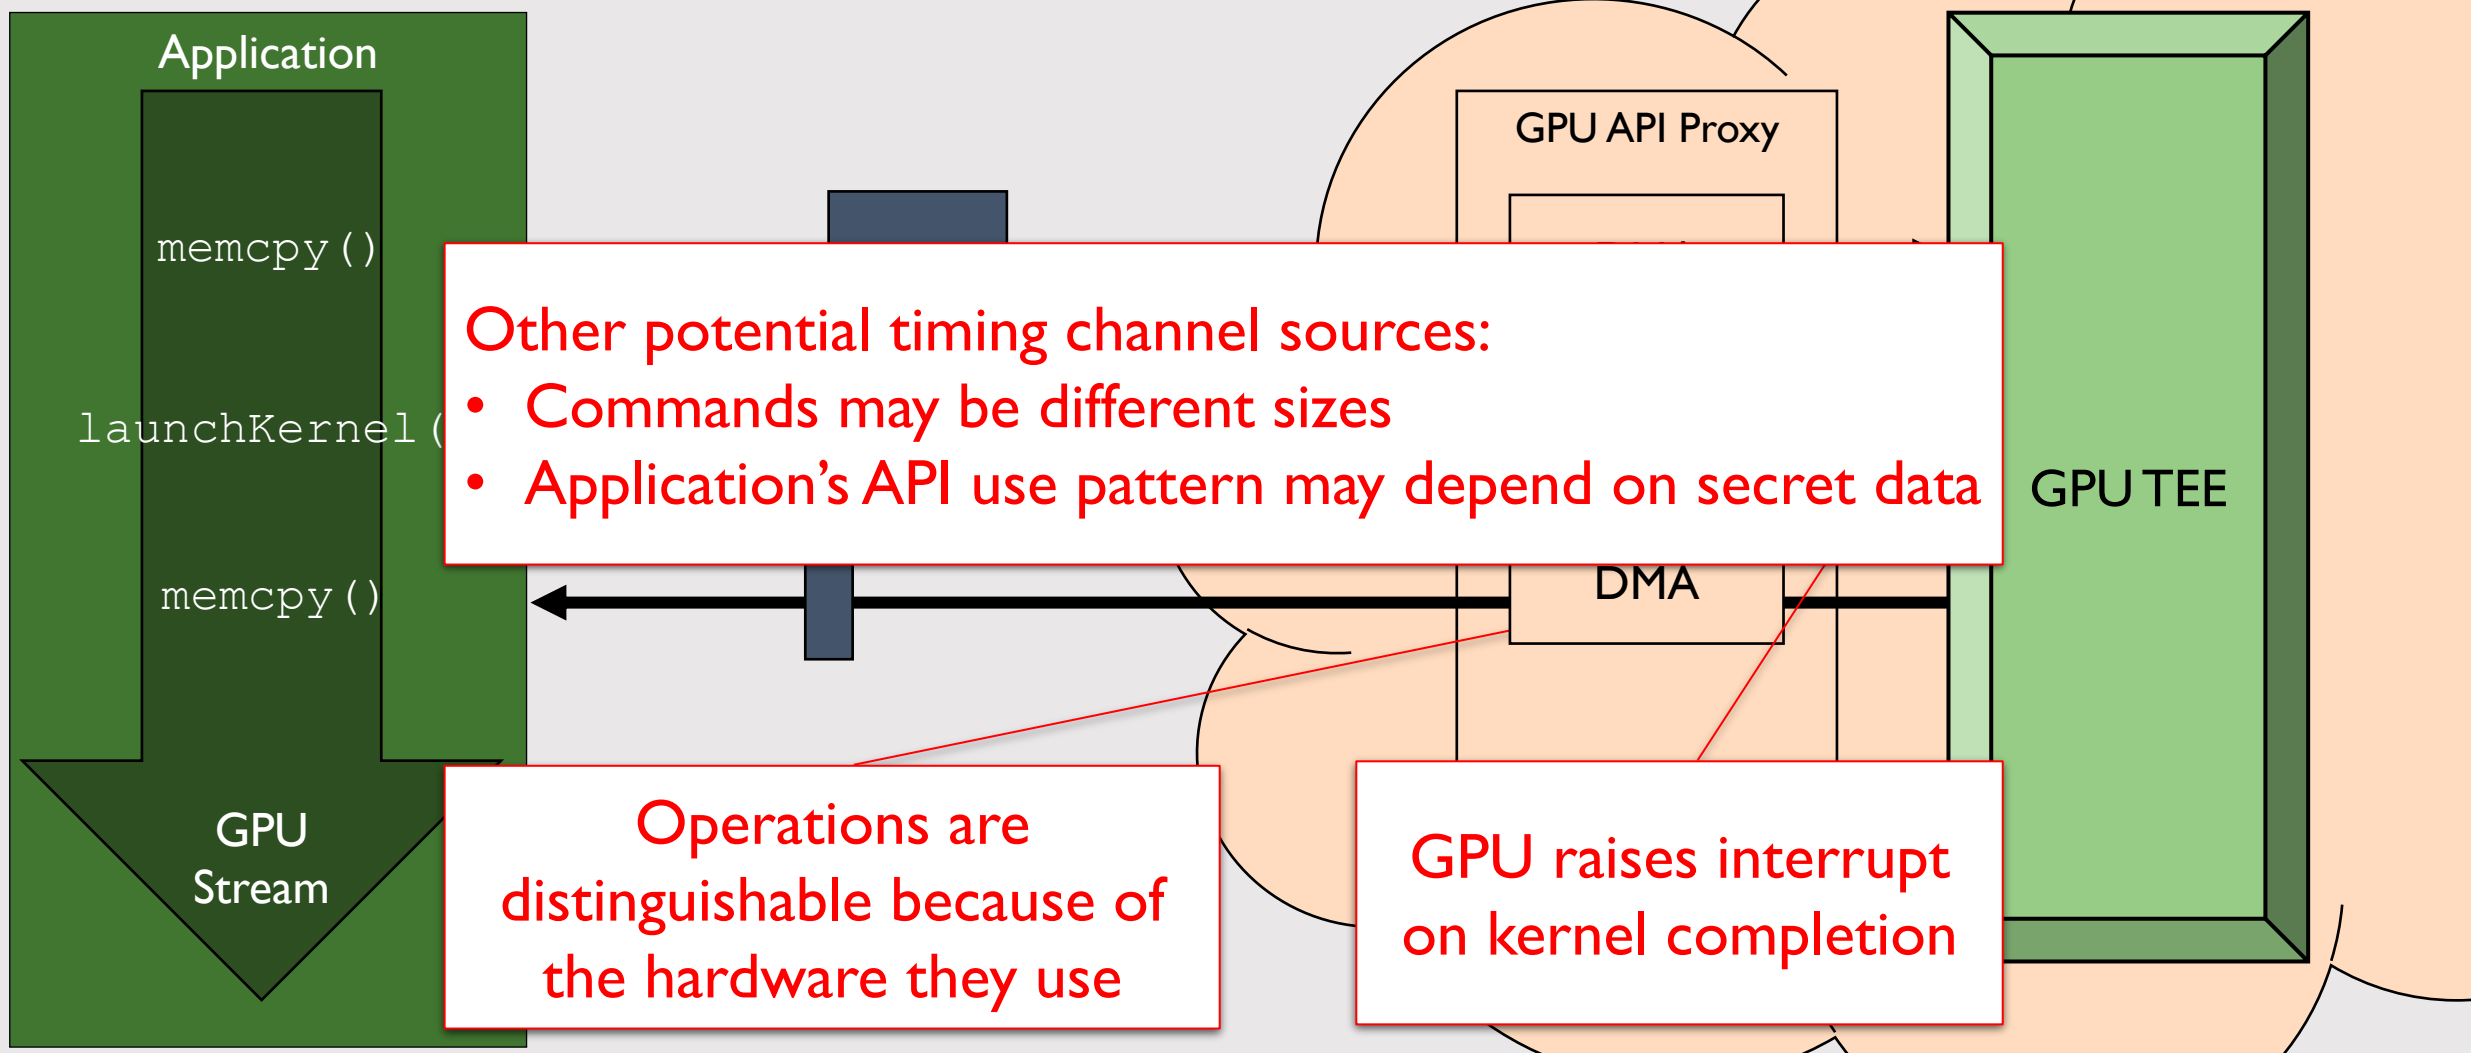 Application
GPU API Proxy
memcpy()
Other potential timing channel sources:
• Commands may be different sizes
launchKernel(
• Application's API use pattern may depend on secret data
GPU TEE
memcpy()
DMA
GPU
Stream
Operations are
distinguishable because of
the hardware they use
GPU raises interrupt
on kernel completion